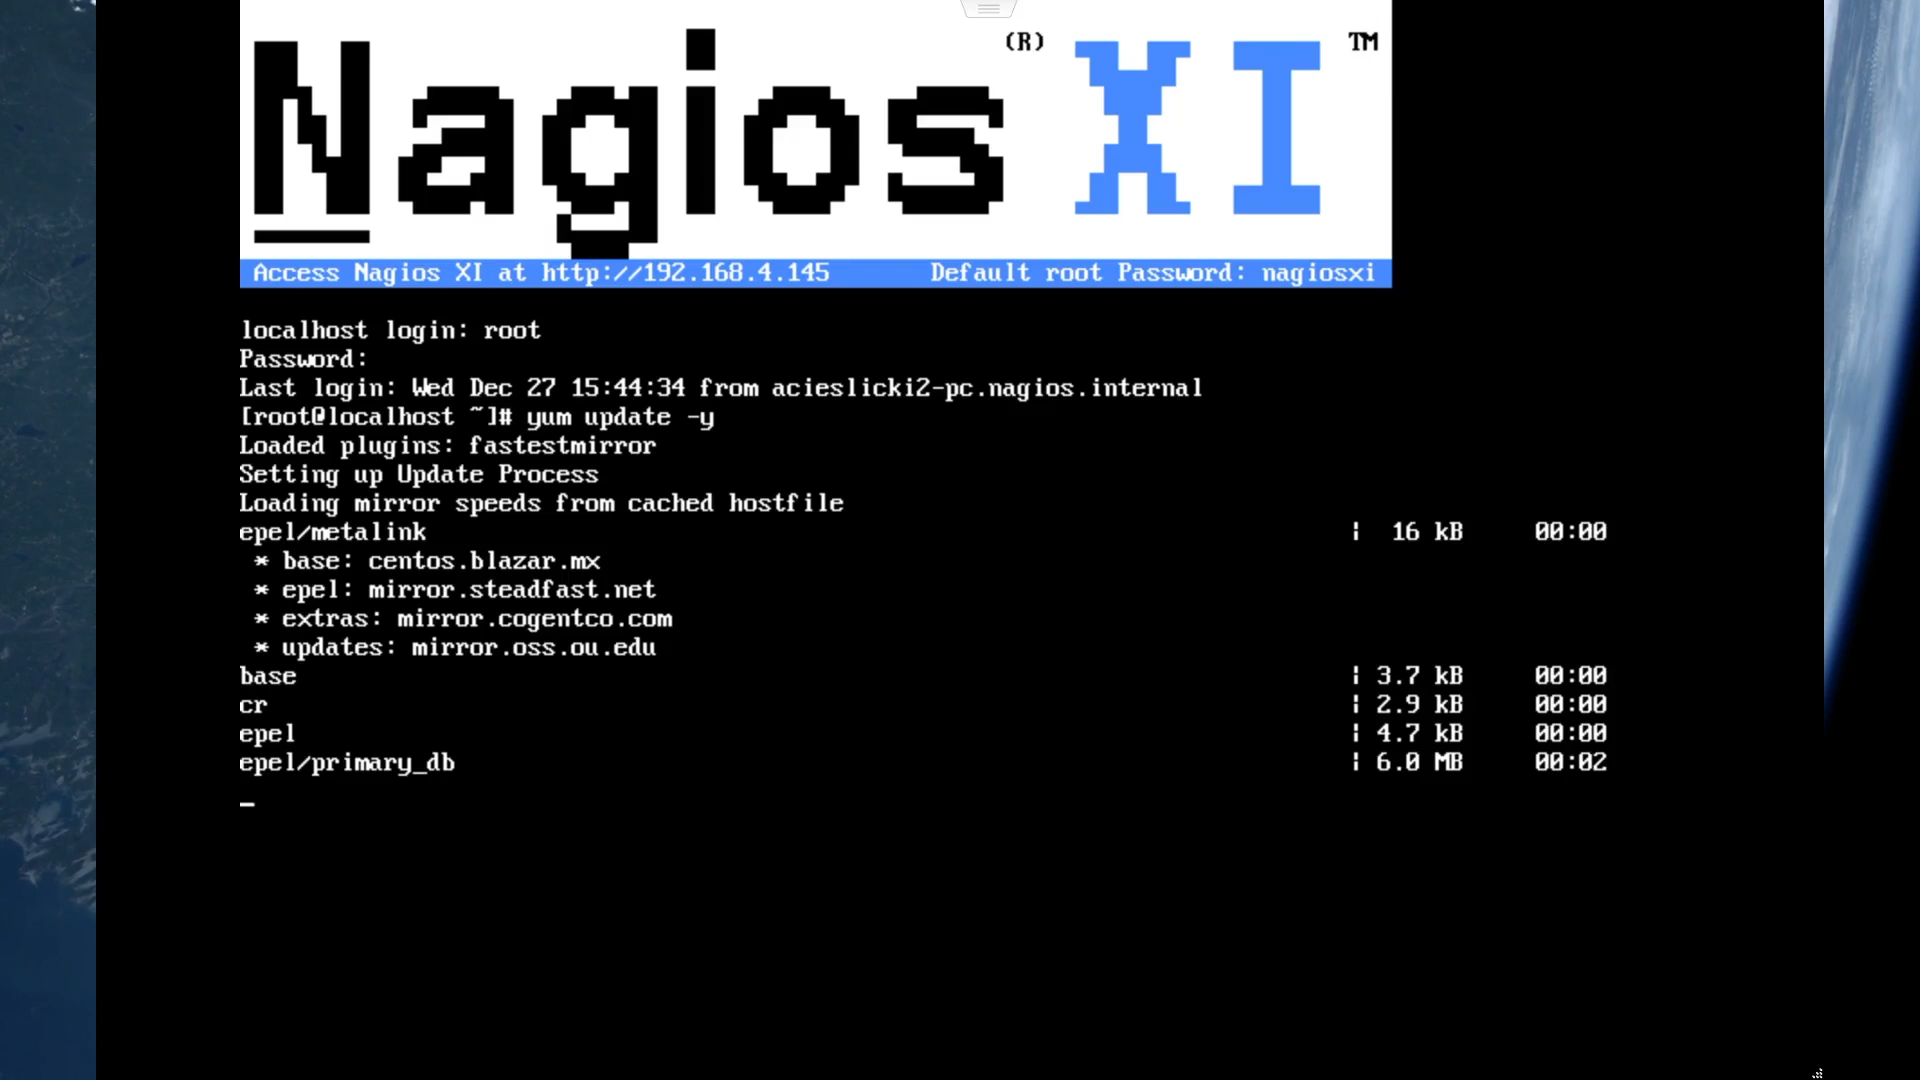 Nagios (R) XI ™
Access Nagios XI at http://192.168.4.145 Default root Password: nagiosxi
localhost login: root
Password:
Last login: Wed Dec 27 15:44:34 from acieslicki2-pc.nagios.internal
[root@localhost ~]# yum update -y
Loaded plugins: fastestmirror
Setting up Update Process
Loading mirror speeds from cached hostfile
epel/metalink | 16 kB 00:00
* base: centos.blazar.mx
* epel: mirror.steadfast.net
* extras: mirror.cogentco.com
* updates: mirror.oss.ou.edu
base | 3.7 kB 00:00
cr | 2.9 kB 00:00
epel | 4.7 kB 00:00
epel/primary_db | 6.0 MB 00:02